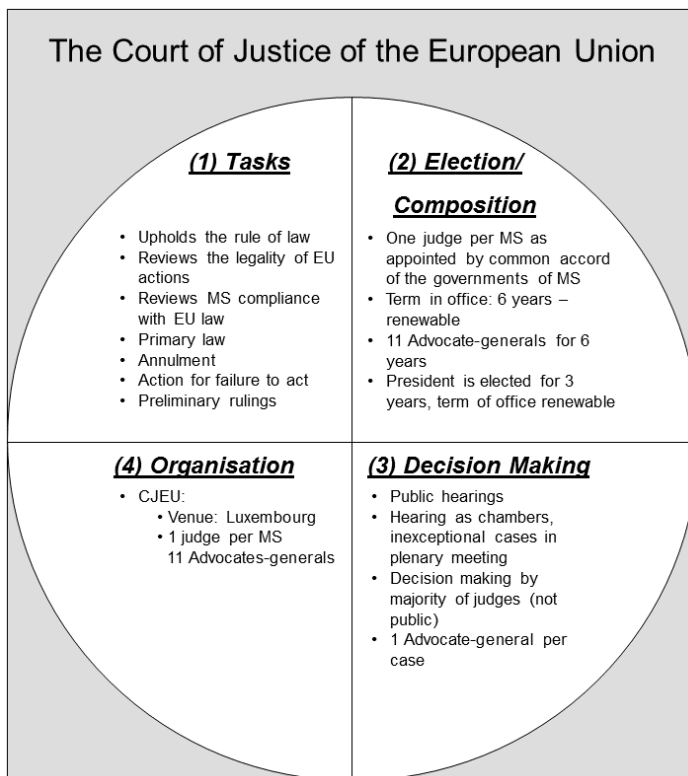 The Court of Justice of the European Union
(1) Tasks
• Upholds the rule of law
• Reviews the legality of EU
actions
• Reviews MS compliance
with EU law
• Primary law
• Annulment
• Action for failure to act
• Preliminary rulings
(2) Election/
Composition
• One judge per MS as
appointed by common accord
of the governments of MS
• Term in office: 6 years –
renewable
• 11 Advocate-generals for 6
years
• President is elected for 3
years, term of office renewable
(4) Organisation
• CJEU:
• Venue: Luxembourg
• 1 judge per MS
11 Advocates-generals
(3) Decision Making
• Public hearings
• Hearing as chambers,
inexceptional cases in
plenary meeting
• Decision making by
majority of judges (not
public)
• 1 Advocate-general per
case